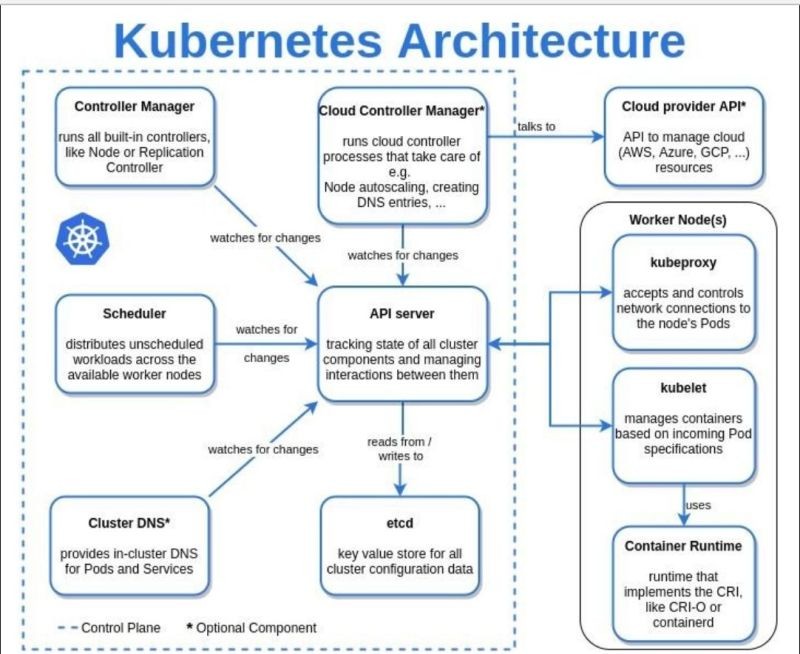 Kubernetes Architecture
Controller Manager
runs all built-in controllers,
like Node or Replication
Controller
Cloud Controller Manager*
runs cloud controller
processes that take care of
e.g.
Node autoscaling, creating
DNS entries, ...
talks to
Cloud provider API*
API to manage cloud
(AWS, Azure, GCP, ...)
resources
watches for changes
watches for changes
Scheduler
distributes unscheduled
workloads across the
available worker nodes
watches for
changes
API server
tracking state of all cluster
components and managing
interactions between them
Worker Node(s)
kubeproxy
accepts and controls
network connections to
the node's Pods
kubelet
manages containers
based on incoming Pod
specifications
watches for changes
reads from /
writes to
uses
Cluster DNS*
provides in-cluster DNS
for Pods and Services
etcd
key value store for all
cluster configuration data
Container Runtime
runtime that
implements the CRI,
like CRI-O or
containerd
Control Plane
* Optional Component